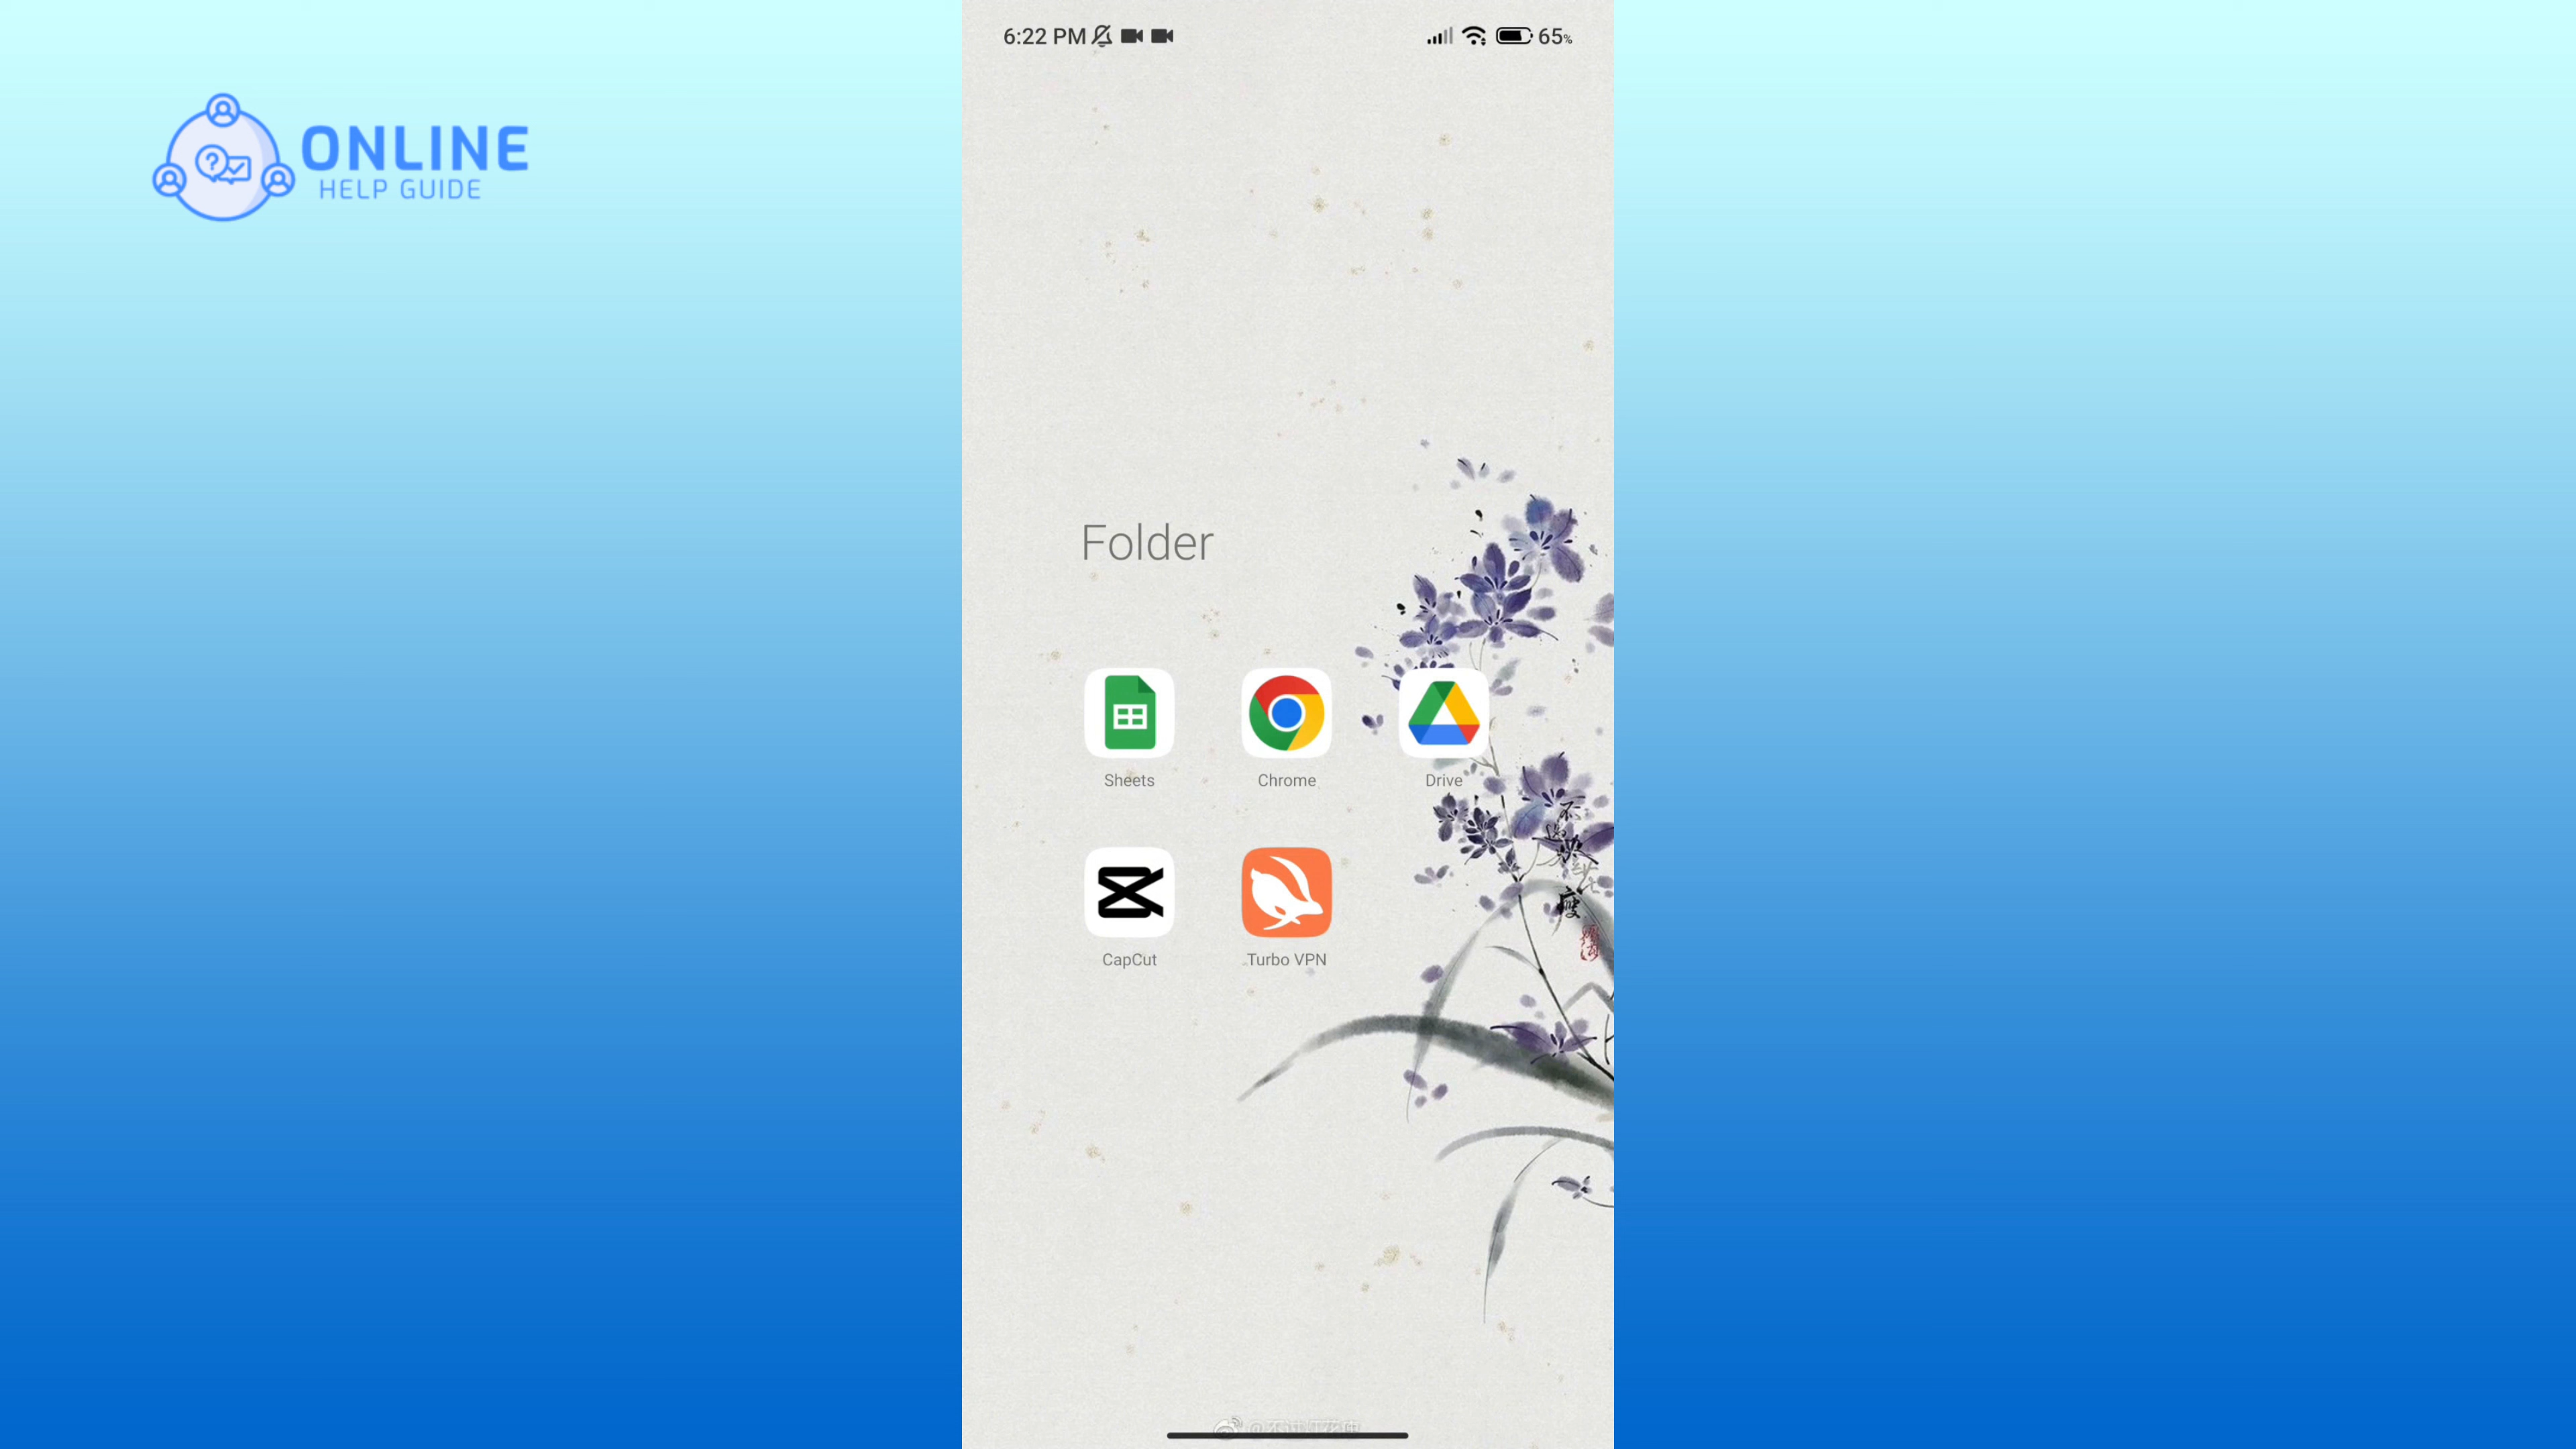 6:22 PM
65%
ONLINE
HELP GUIDE
Folder
Sheets
Chrome
Drive
CapCut
Turbo VPN